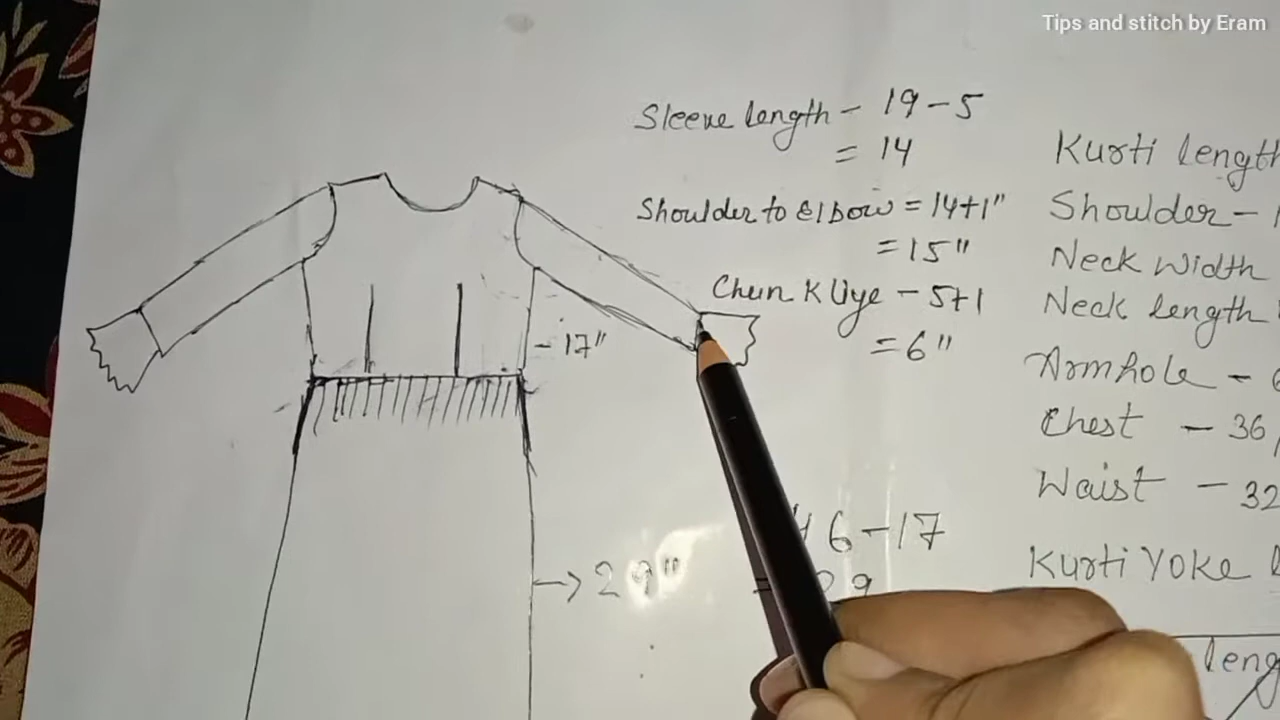 Tips and stitch by Eram
Sleeve length - 19-5
= 14
Shoulder to Elbow = 14+1"
= 15"
Chun K liye - 5+1
= 6"
- 17"
46-17
= 29
→ 29"
Kurti length
Shoulder -
Neck width
Neck length
Armhole -
Chest - 36
Waist - 32
Kurti Yoke